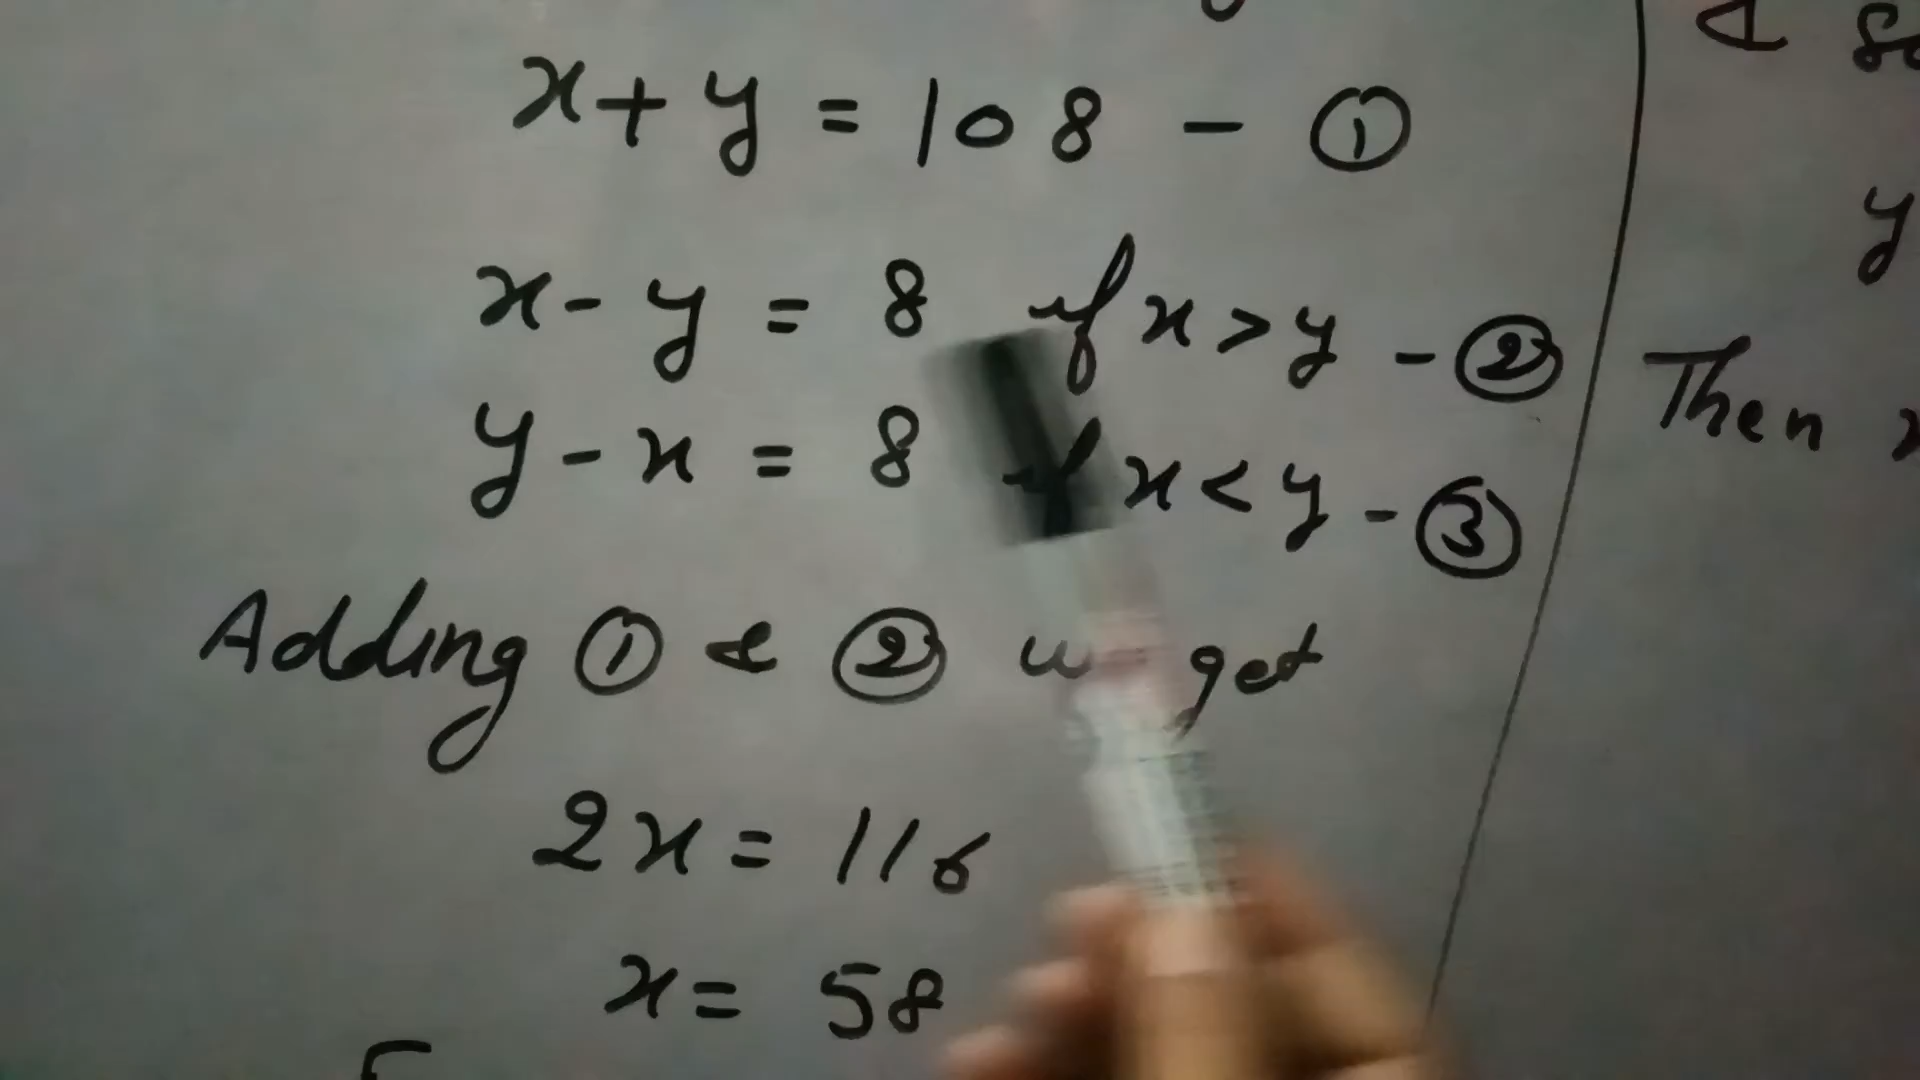 x + y = 108 - ①
x - y = 8 if x > y - ②
y - x = 8 if x < y - ③
Adding ① & ② we get
2x = 116
x = 58
y
Then x